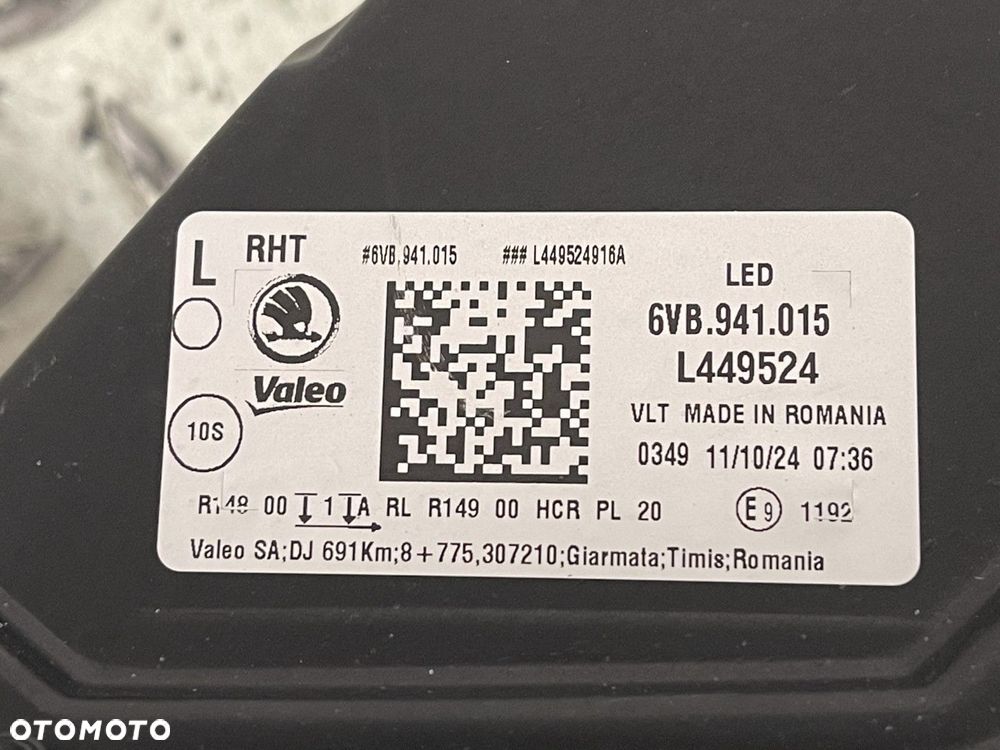 L RHT #6VB.941.015 ### L449524916A
LED
6VB.941.015
L449524
Valeo
VLT MADE IN ROMANIA
10S
0349 11/10/24 07:36
R148 00 1 A RL R149 00 HCR PL 20 E9 1192
Valeo SA;DJ 691Km;8+775,307210;Giarmata;Timis;Romania
OTOMOTO